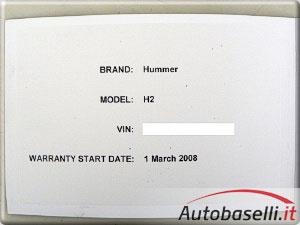 BRAND: Hummer
MODEL: H2
VIN:
WARRANTY START DATE: 1 March 2008
Autobaselli.it